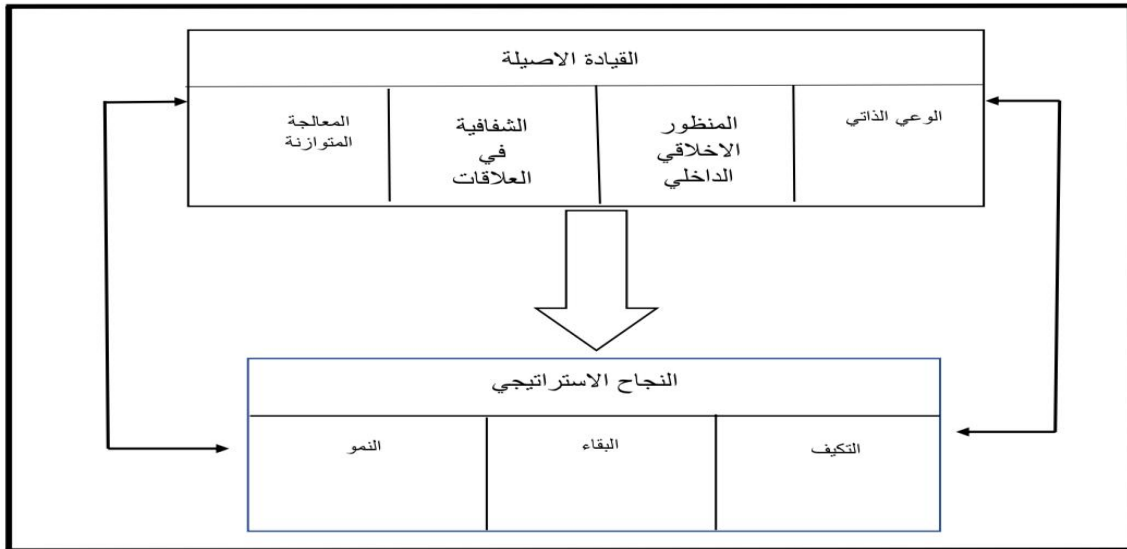 القيادة الاصيلة
الوعي الذاتي
المنظور
الاخلاقي
الداخلي
الشفافية
في
العلاقات
المعالجة
المتوازنة
النجاح الاستراتيجي
التكيف
البقاء
النمو